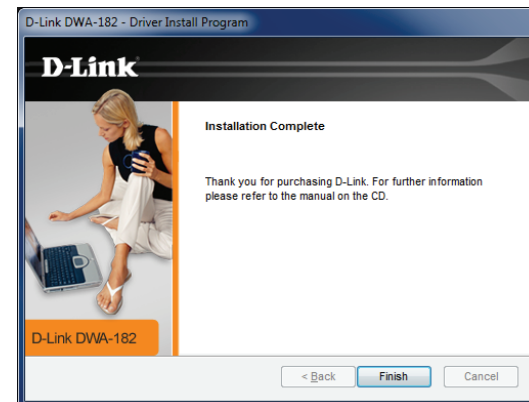 D-Link DWA-182 - Driver Install Program
D-Link
Installation Complete
Thank you for purchasing D-Link. For further information
please refer to the manual on the CD.
D-Link DWA-182
< Back
Finish
Cancel